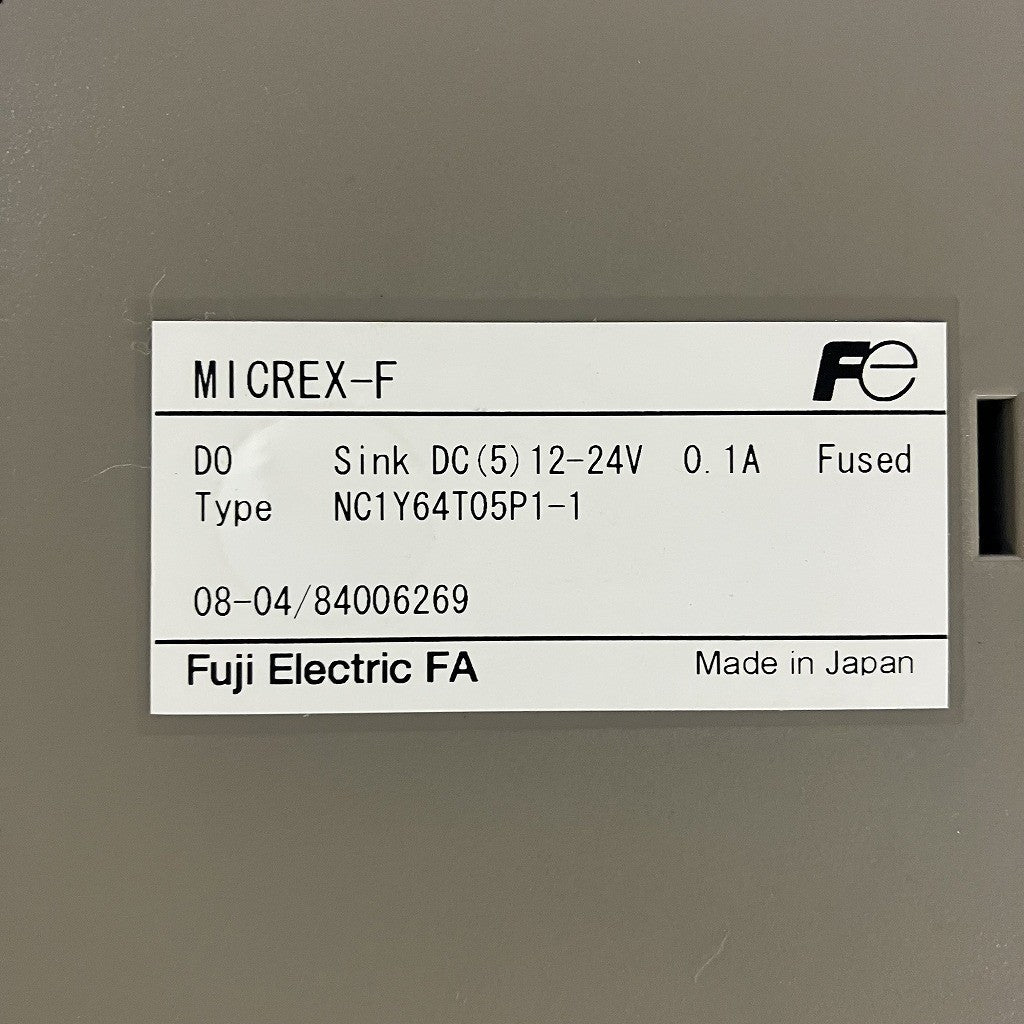 MICREX-F Fe
DO Sink DC(5)12-24V 0.1A Fused
Type NC1Y64T05P1-1
08-04/84006269
Fuji Electric FA Made in Japan